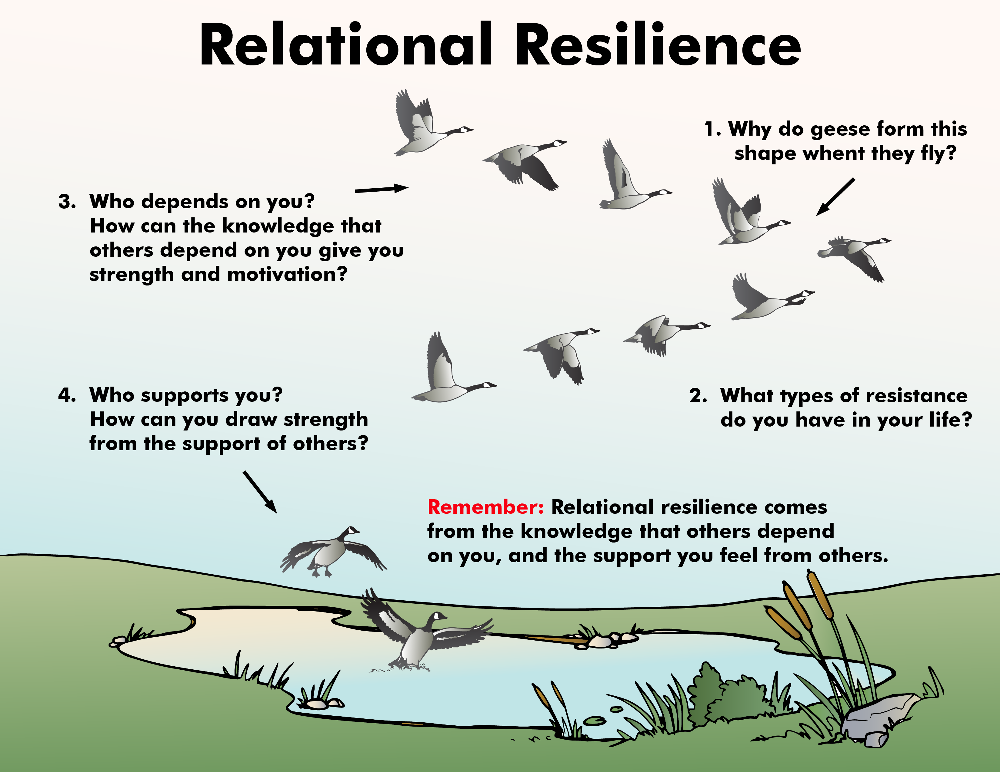 Relational Resilience
1. Why do geese form this
shape whent they fly?
3. Who depends on you?
How can the knowledge that
others depend on you give you
strength and motivation?
4. Who supports you?
How can you draw strength
from the support of others?
2. What types of resistance
do you have in your life?
Remember: Relational resilience comes
from the knowledge that others depend
on you, and the support you feel from others.